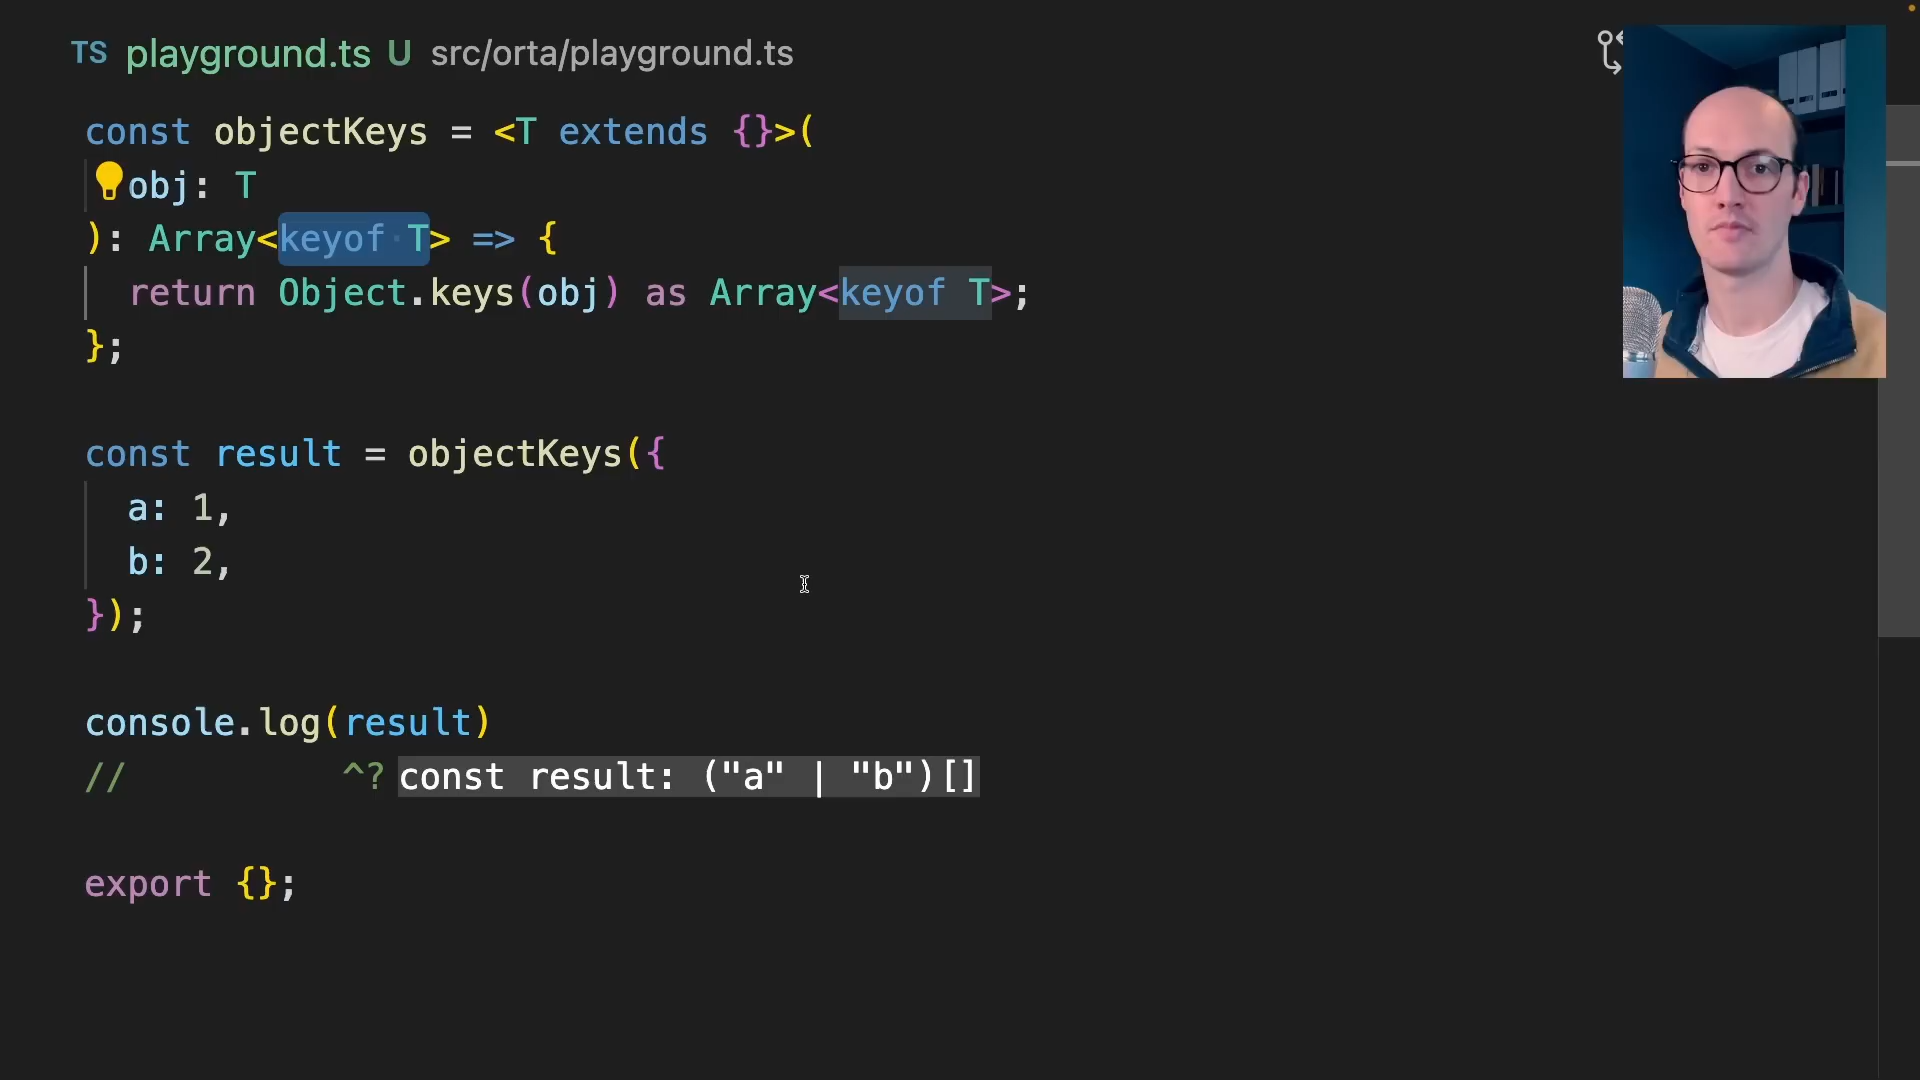 TS playground.ts U src/orta/playground.ts
const objectKeys = <T extends {}>(
obj: T
): Array<keyof T> => {
return Object.keys(obj) as Array<keyof T>;
};
const result = objectKeys({
a: 1,
b: 2,
});
console.log(result)
// ^? const result: ("a" | "b")[]
export {};